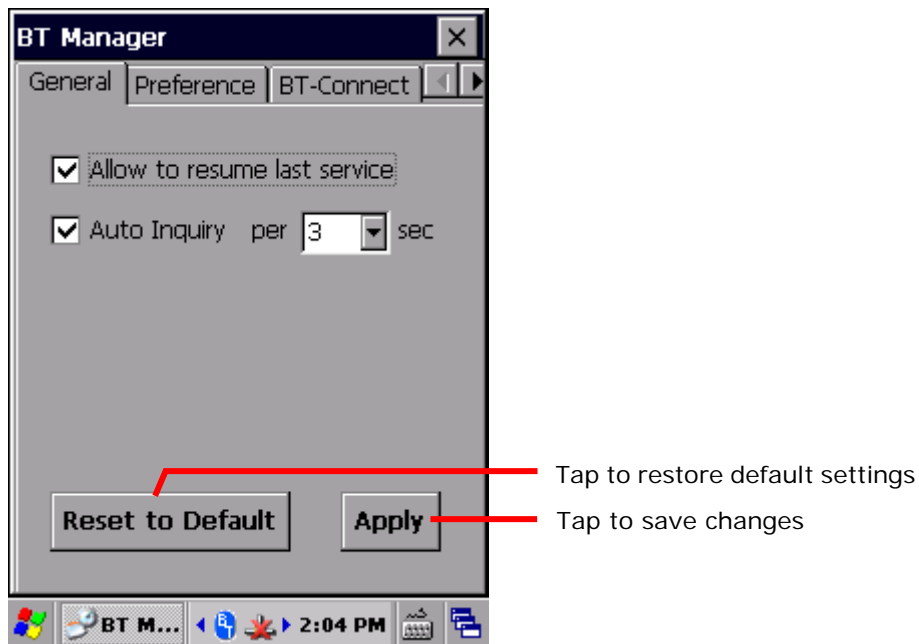 BT Manager
General Preference BT-Connect
Allow to resume last service
Auto Inquiry per 3 sec
Tap to restore default settings
Reset to Default Apply Tap to save changes
BT M... 2:04 PM